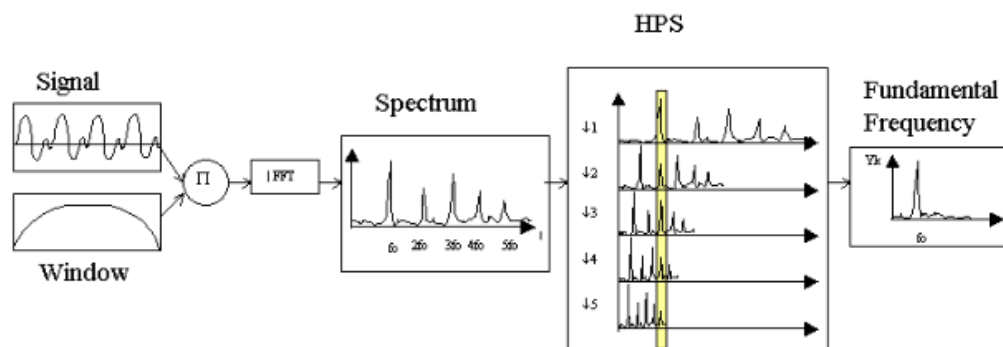 HPS
Signal
Spectrum
Fundamental
Frequency
↓1
↓2
↓3
↓4
↓5
Π
|FFT
Yk
fo 2fo 3fo 4fo 5fo
fo
Window